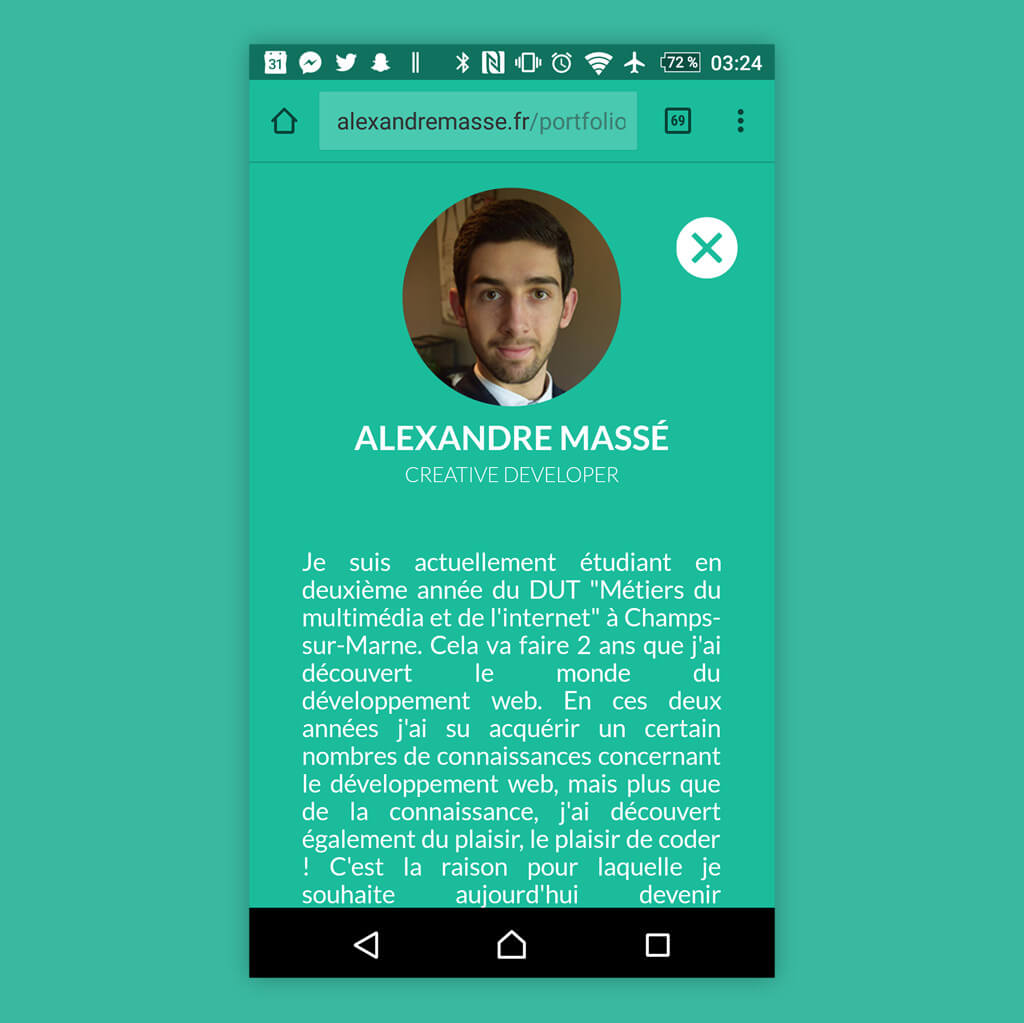 31 72 % 03:24
alexandremasse.fr/portfolio 69
ALEXANDRE MASSÉ
CREATIVE DEVELOPER
Je suis actuellement étudiant en
deuxième année du DUT "Métiers du
multimédia et de l'internet" à Champs-
sur-Marne. Cela va faire 2 ans que j'ai
découvert le monde du
développement web. En ces deux
années j'ai su acquérir un certain
nombres de connaissances concernant
le développement web, mais plus que
de la connaissance, j'ai découvert
également du plaisir, le plaisir de coder
! C'est la raison pour laquelle je
souhaite aujourd'hui devenir